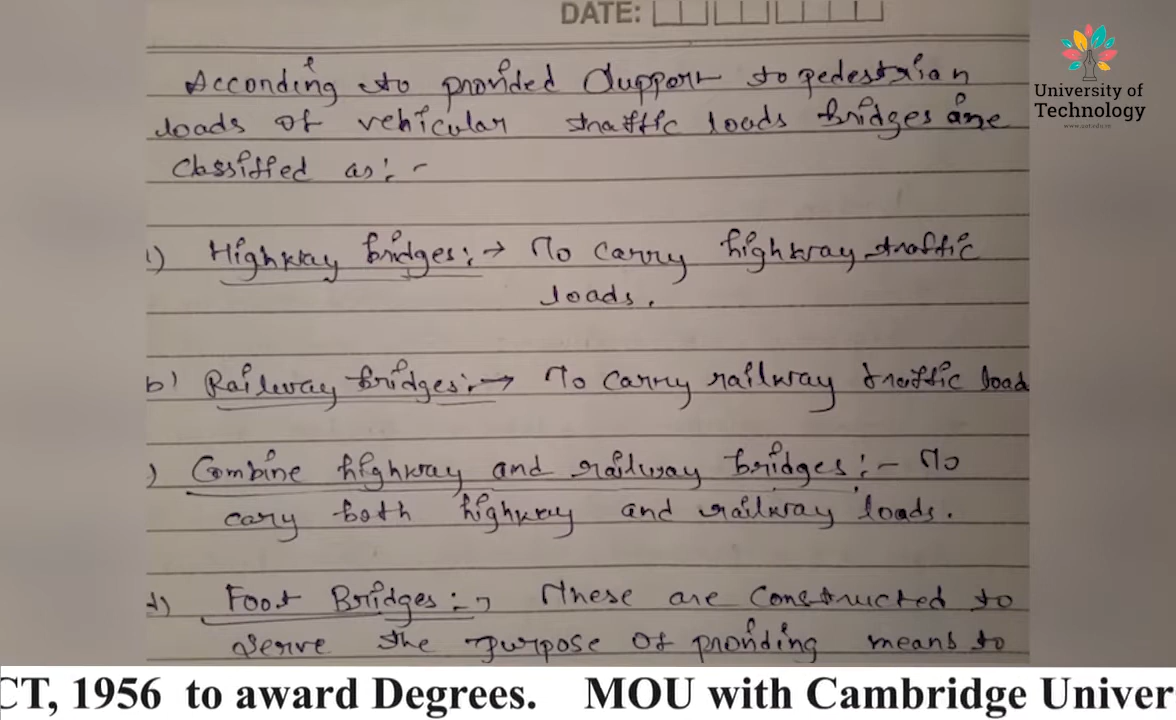 DATE:
According to provided Support to pedestrian
loads of vehicular traffic loads bridges are
Classified as:-
University of
Technology
a) Highway bridges:→ To carry highway traffic
loads.
b) Railway bridges:→ To carry railway traffic load
) Combine highway and railway bridges:- To
cary both highway and railway loads.
d) Foot Bridges:→ These are constructed to
serve the purpose of providing means to
CT, 1956 to award Degrees. MOU with Cambridge Univer